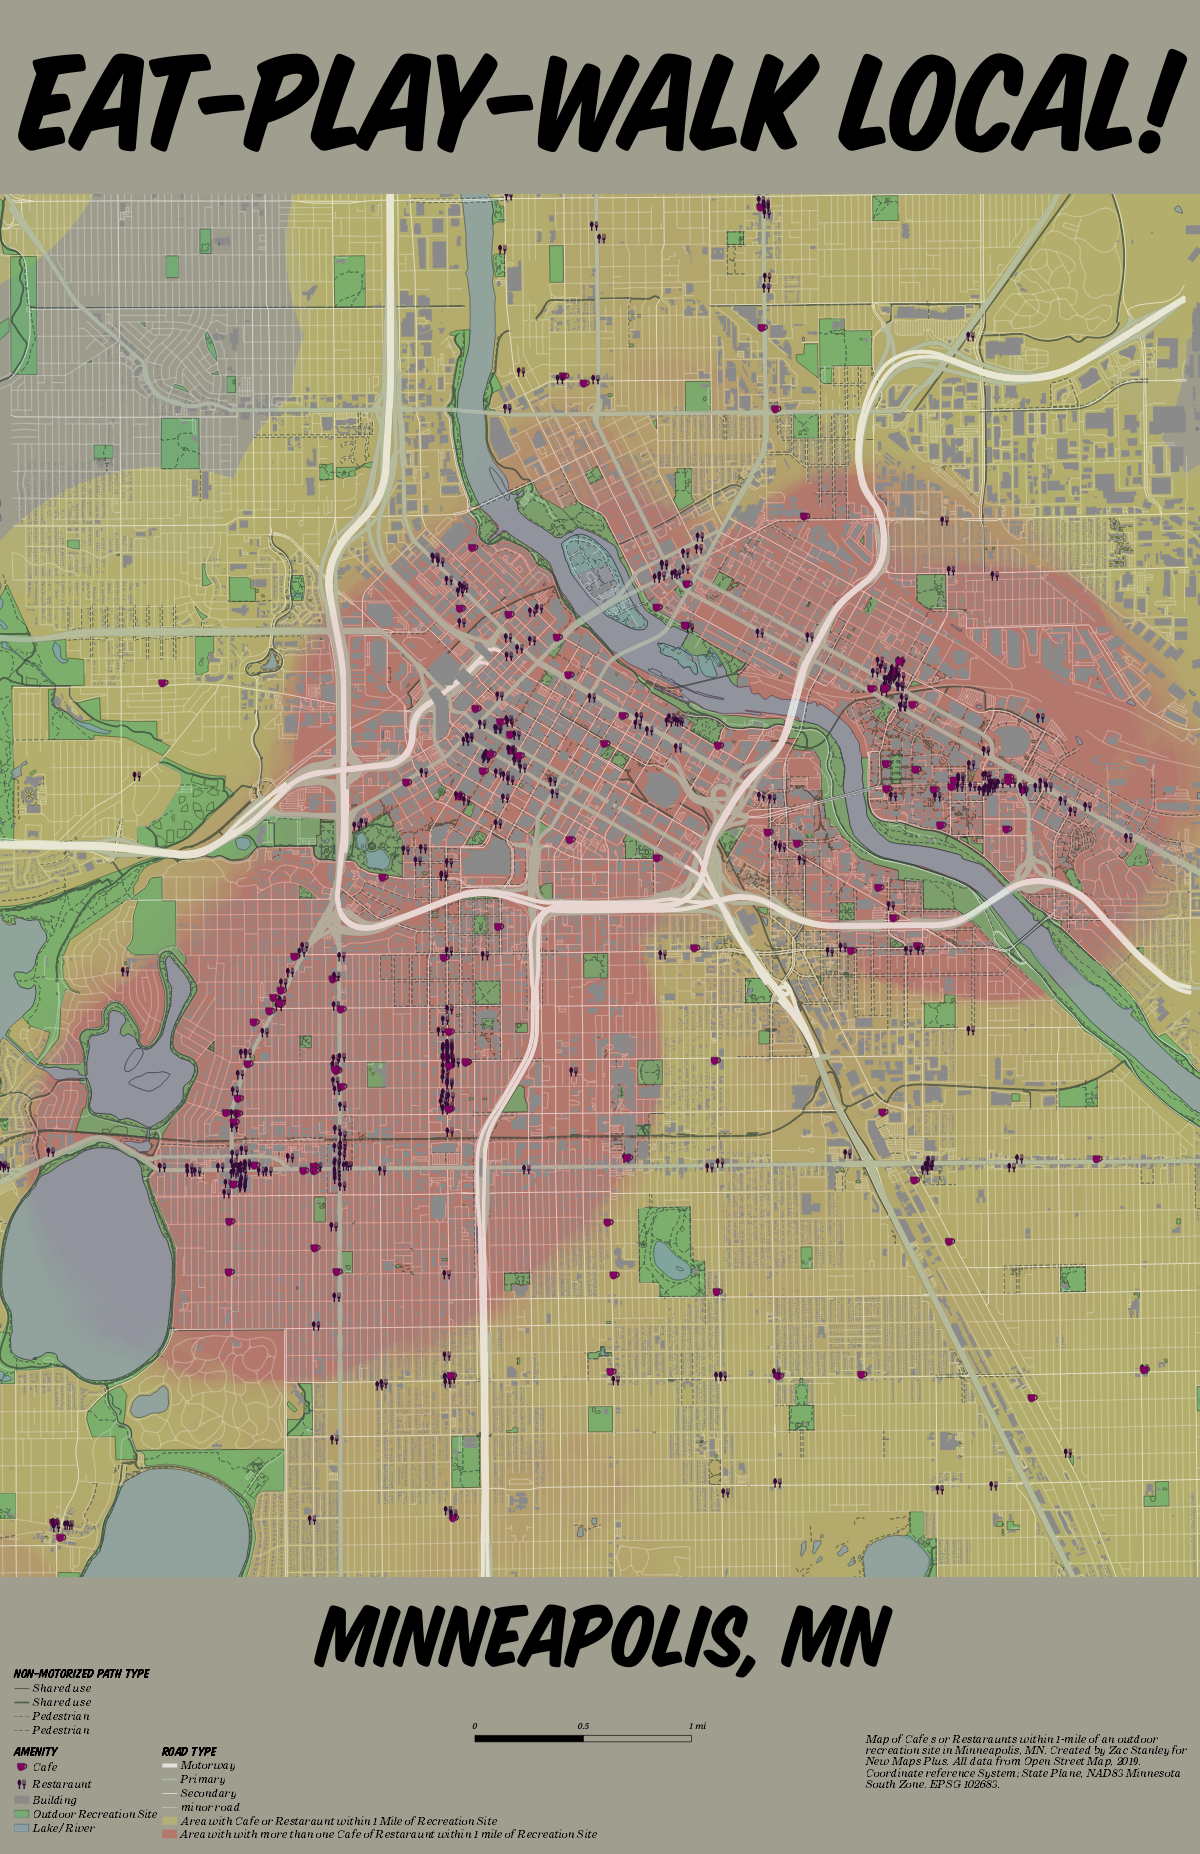 EAT-PLAY-WALK LOCAL!
MINNEAPOLIS, MN
NON-MOTORIZED PATH TYPE
Shared use
Shared use
Pedestrian
Pedestrian
AMENITY
Cafe
Restaraunt
Building
Outdoor Recreation Site
Lake/River
ROAD TYPE
Motorway
Primary
Secondary
minor road
Area with Cafe or Restaraunt within 1 Mile of Recreation Site
Area with with more than one Cafe of Restaraunt within 1 mile of Recreation Site
0 0.5 1 mi
Map of Cafe s or Restaraunts within 1-mile of an outdoor
recreation site in Minneapolis, MN. Created by Zac Stanley for
New Maps Plus. All data from Open Street Map, 2019.
Coordinate reference System; State Plane, NAD83 Minnesota
South Zone. EPSG 102683.